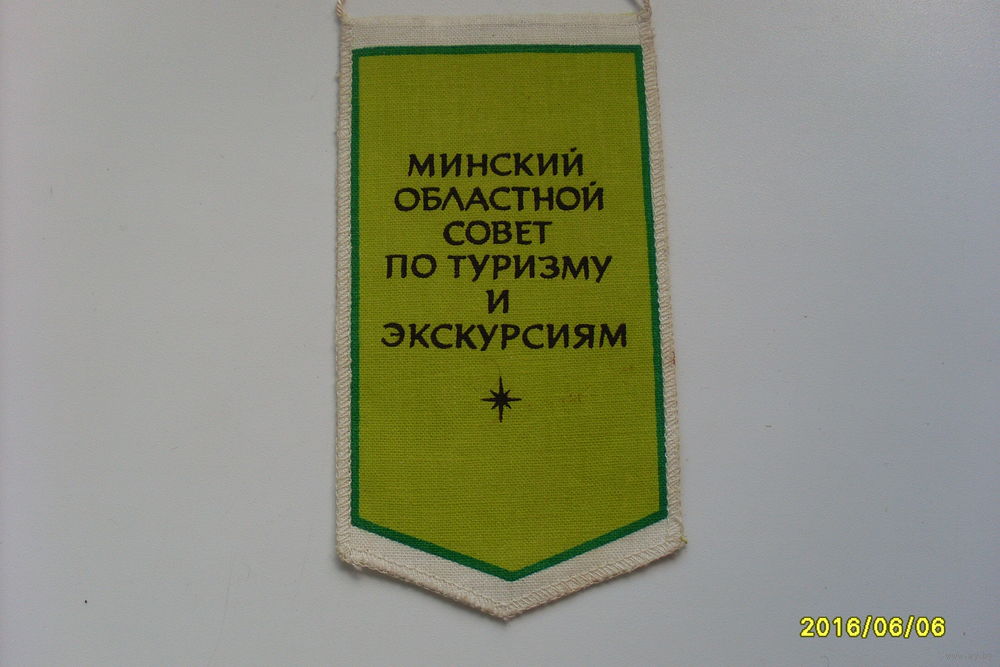 МИНСКИЙ
ОБЛАСТНОЙ
СОВЕТ
ПО ТУРИЗМУ
И
ЭКСКУРСИЯМ
2016/06/06